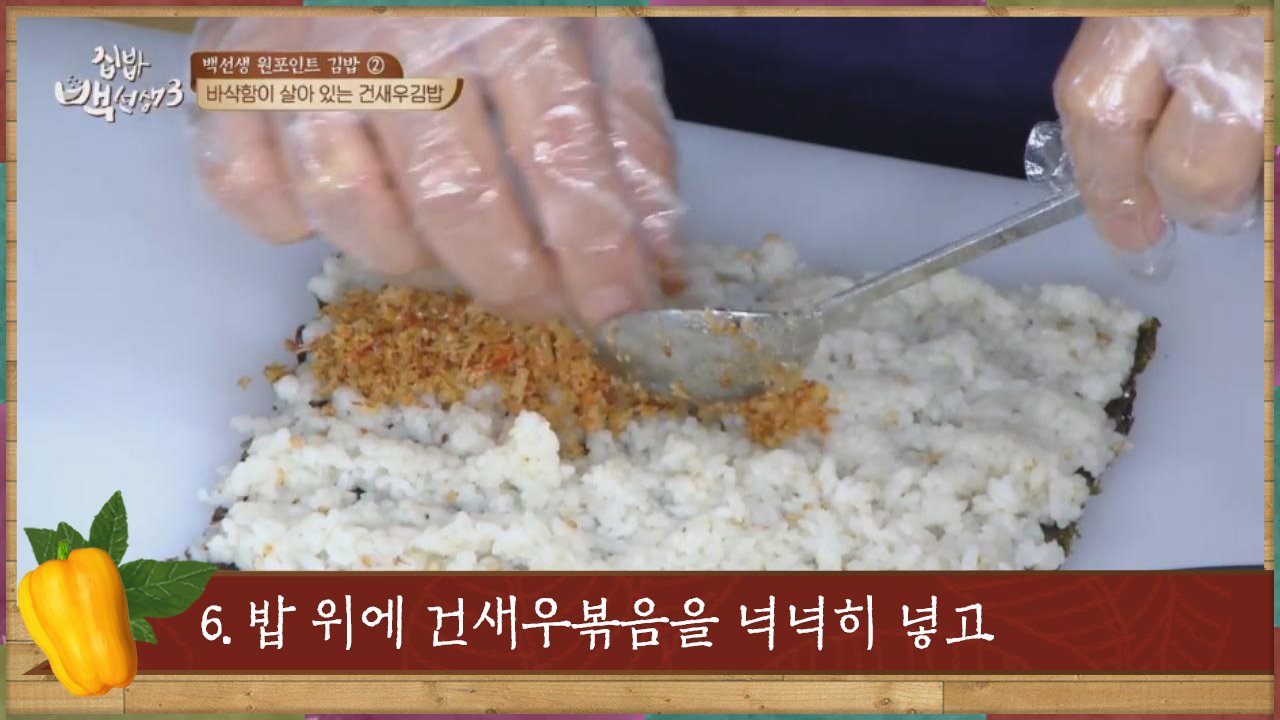 집밥
백선생3
백선생 원포인트 김밥 ②
바삭함이 살아 있는 건새우김밥
6. 밥 위에 건새우볶음을 넉넉히 넣고